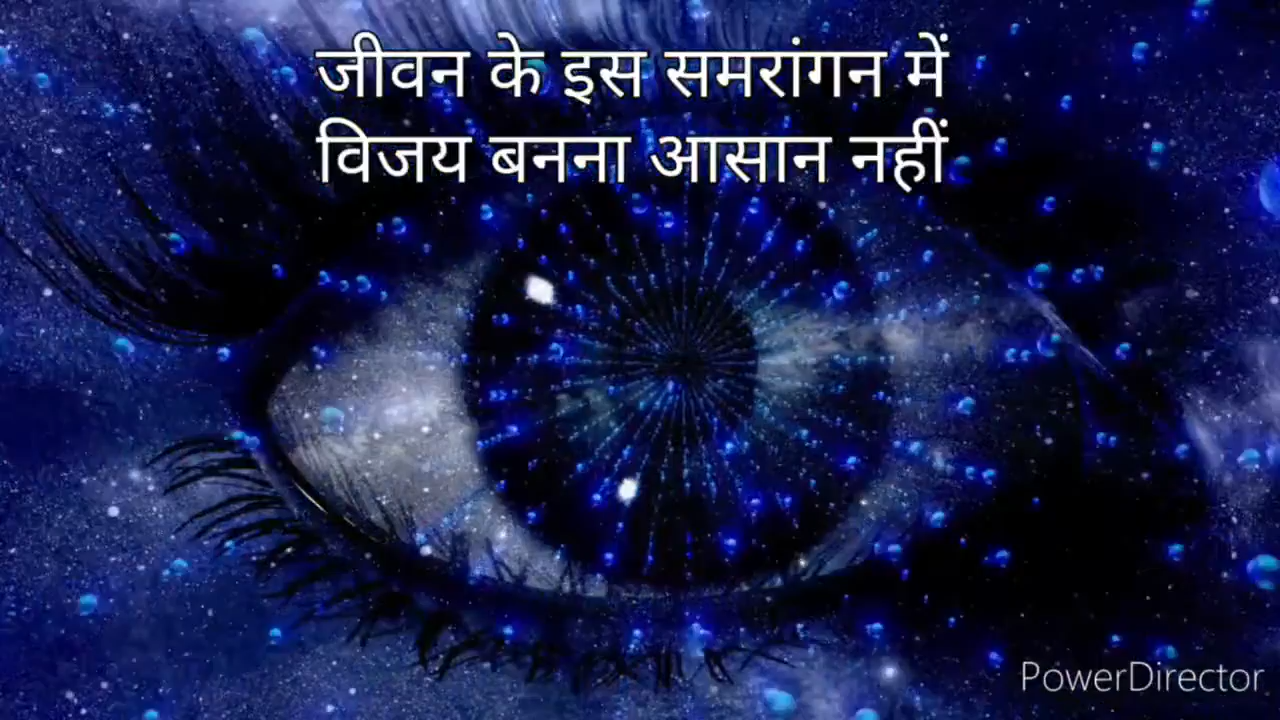 जीवन के इस समरांगन में
विजय बनना आसान नहीं
PowerDirector